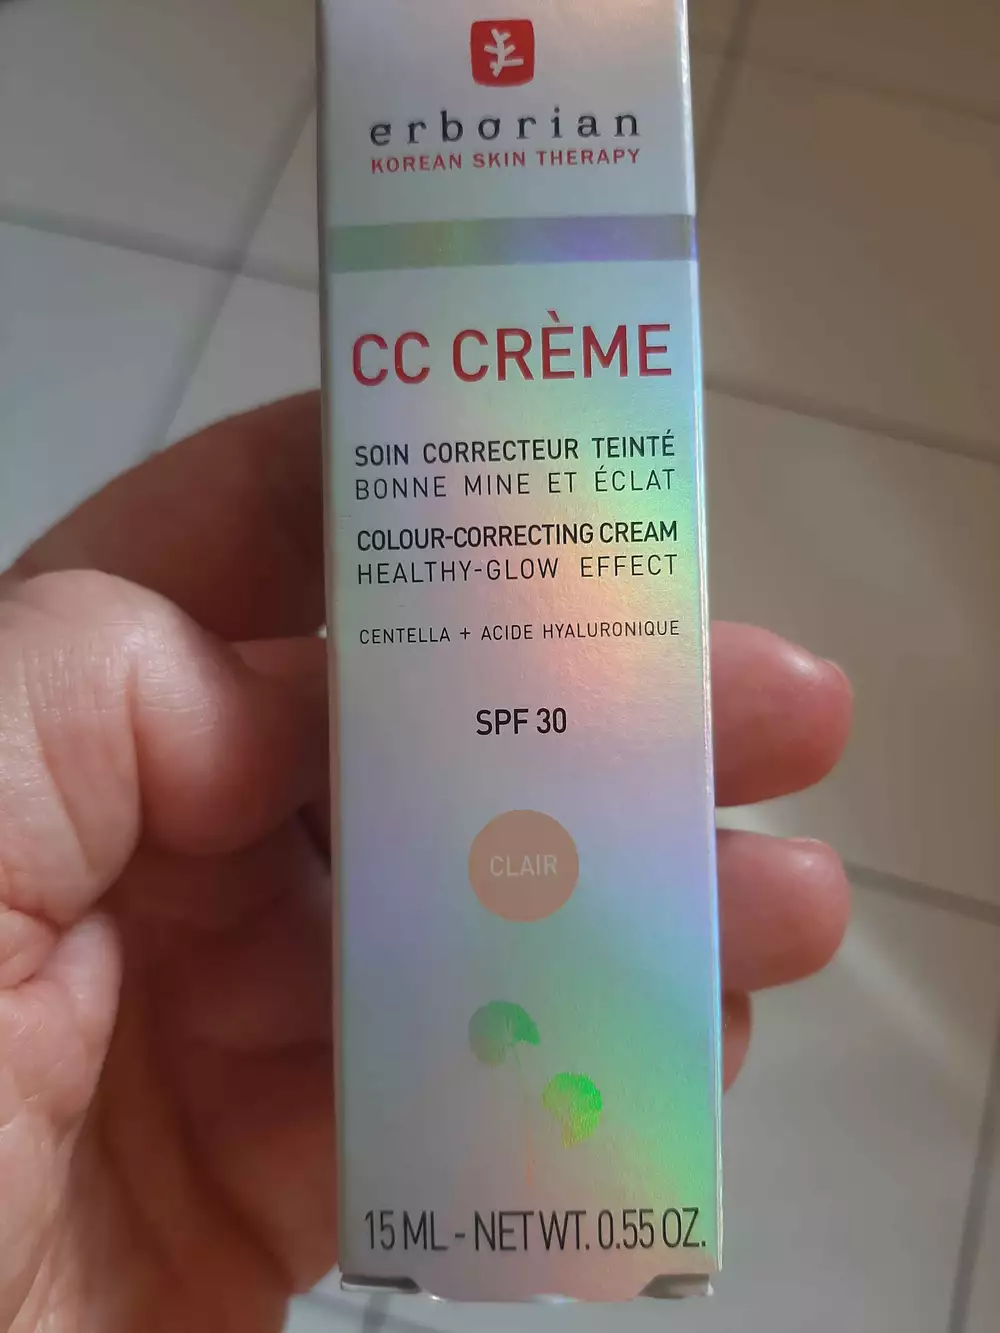 erborian
KOREAN SKIN THERAPY
CC CRÈME
SOIN CORRECTEUR TEINTÉ
BONNE MINE ET ÉCLAT
COLOUR-CORRECTING CREAM
HEALTHY-GLOW EFFECT
CENTELLA + ACIDE HYALURONIQUE
SPF 30
CLAIR
15 ML - NET WT. 0.55 OZ.